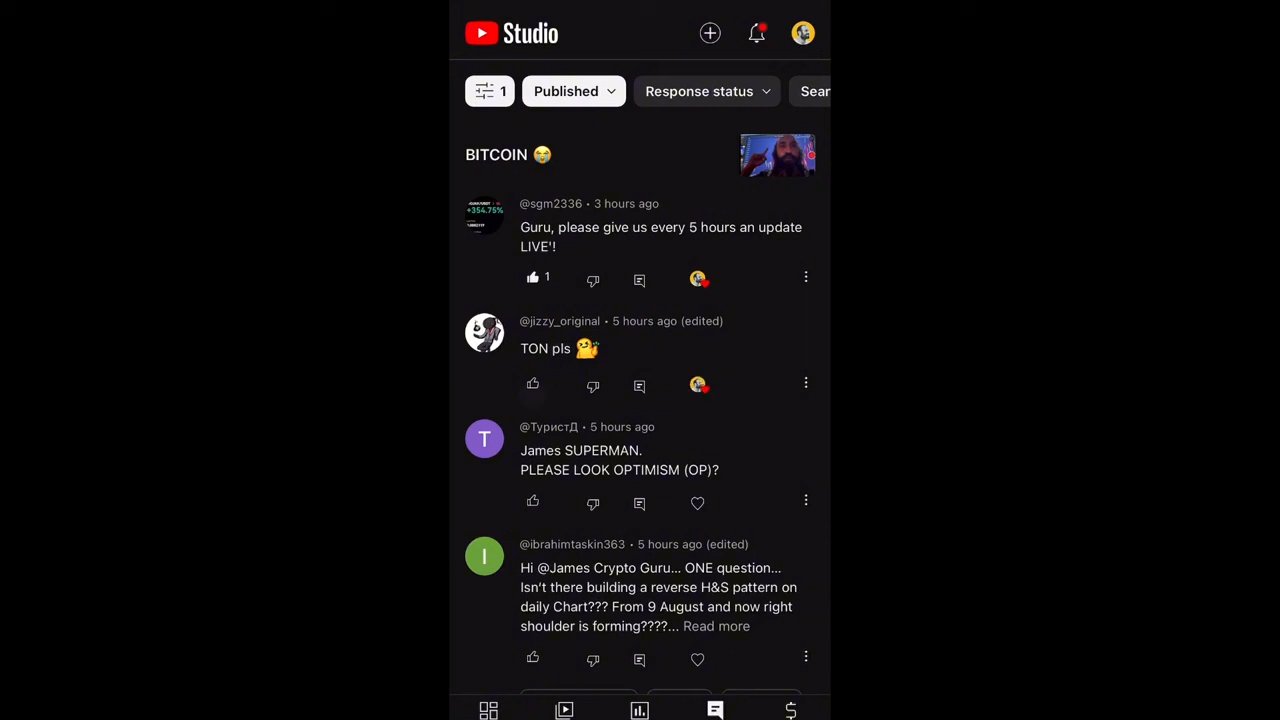 Studio
1
Published
Response status
Sear
BITCOIN 😭
+354.75%
@sgm2336 • 3 hours ago
Guru, please give us every 5 hours an update
LIVE'!
1
@jizzy_original • 5 hours ago (edited)
TON pls
@ТуристД • 5 hours ago
T
James SUPERMAN.
PLEASE LOOK OPTIMISM (OP)?
@ibrahimtaskin363 • 5 hours ago (edited)
I
Hi @James Crypto Guru... ONE question...
Isn't there building a reverse H&S pattern on
daily Chart??? From 9 August and now right
shoulder is forming????... Read more